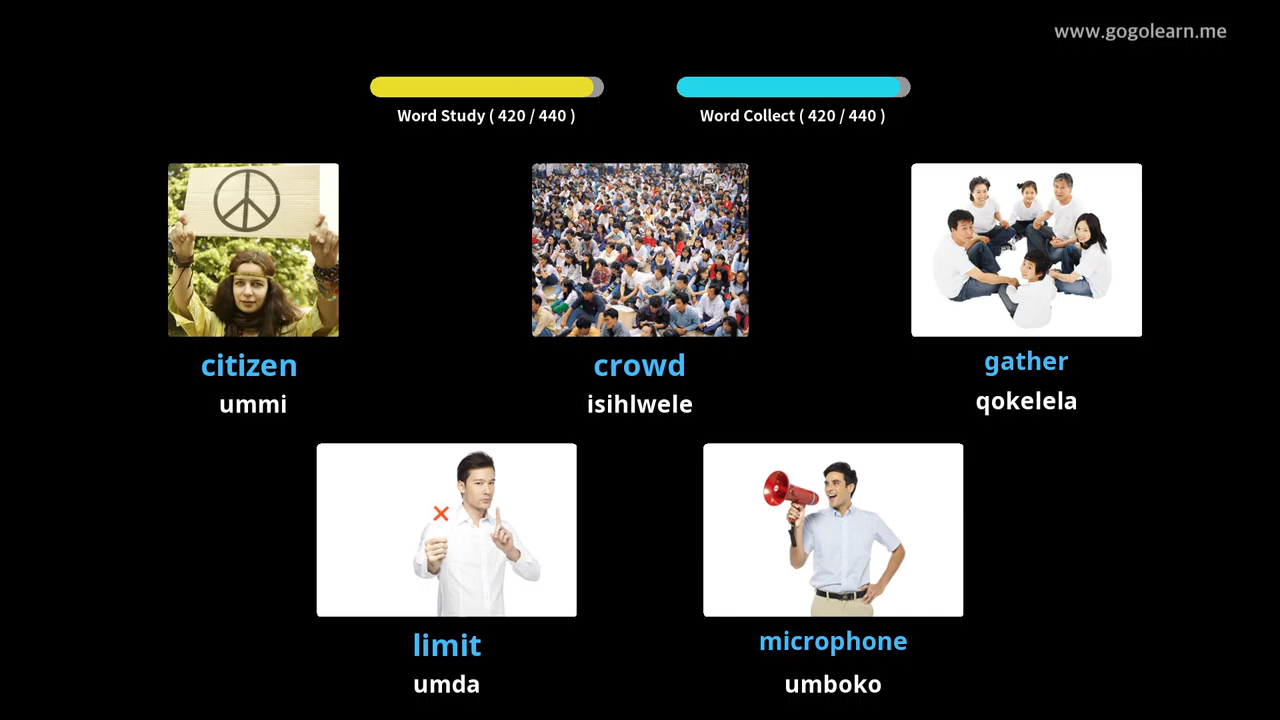 www.gogolearn.me
Word Study ( 420 / 440 )
Word Collect ( 420 / 440 )
citizen
ummi
crowd
isihlwele
gather
qokelela
limit
umda
microphone
umboko